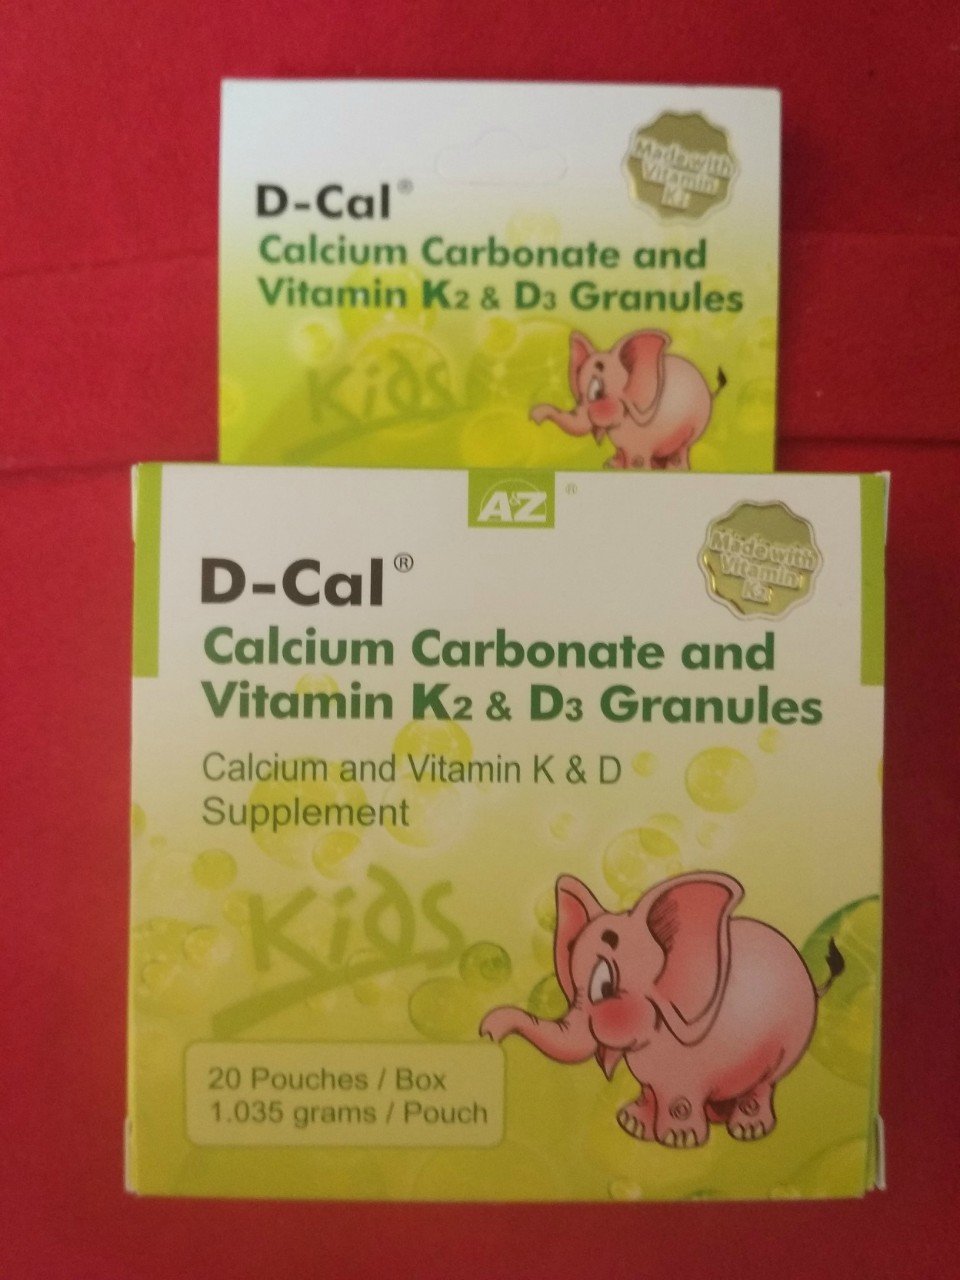 Made with
Vitamin
K1
D-Cal®
Calcium Carbonate and
Vitamin K2 & D3 Granules
Kids
A&Z ®
Made with
Vitamin
K2
D-Cal®
Calcium Carbonate and
Vitamin K2 & D3 Granules
Calcium and Vitamin K & D
Supplement
Kids
20 Pouches / Box
1.035 grams / Pouch